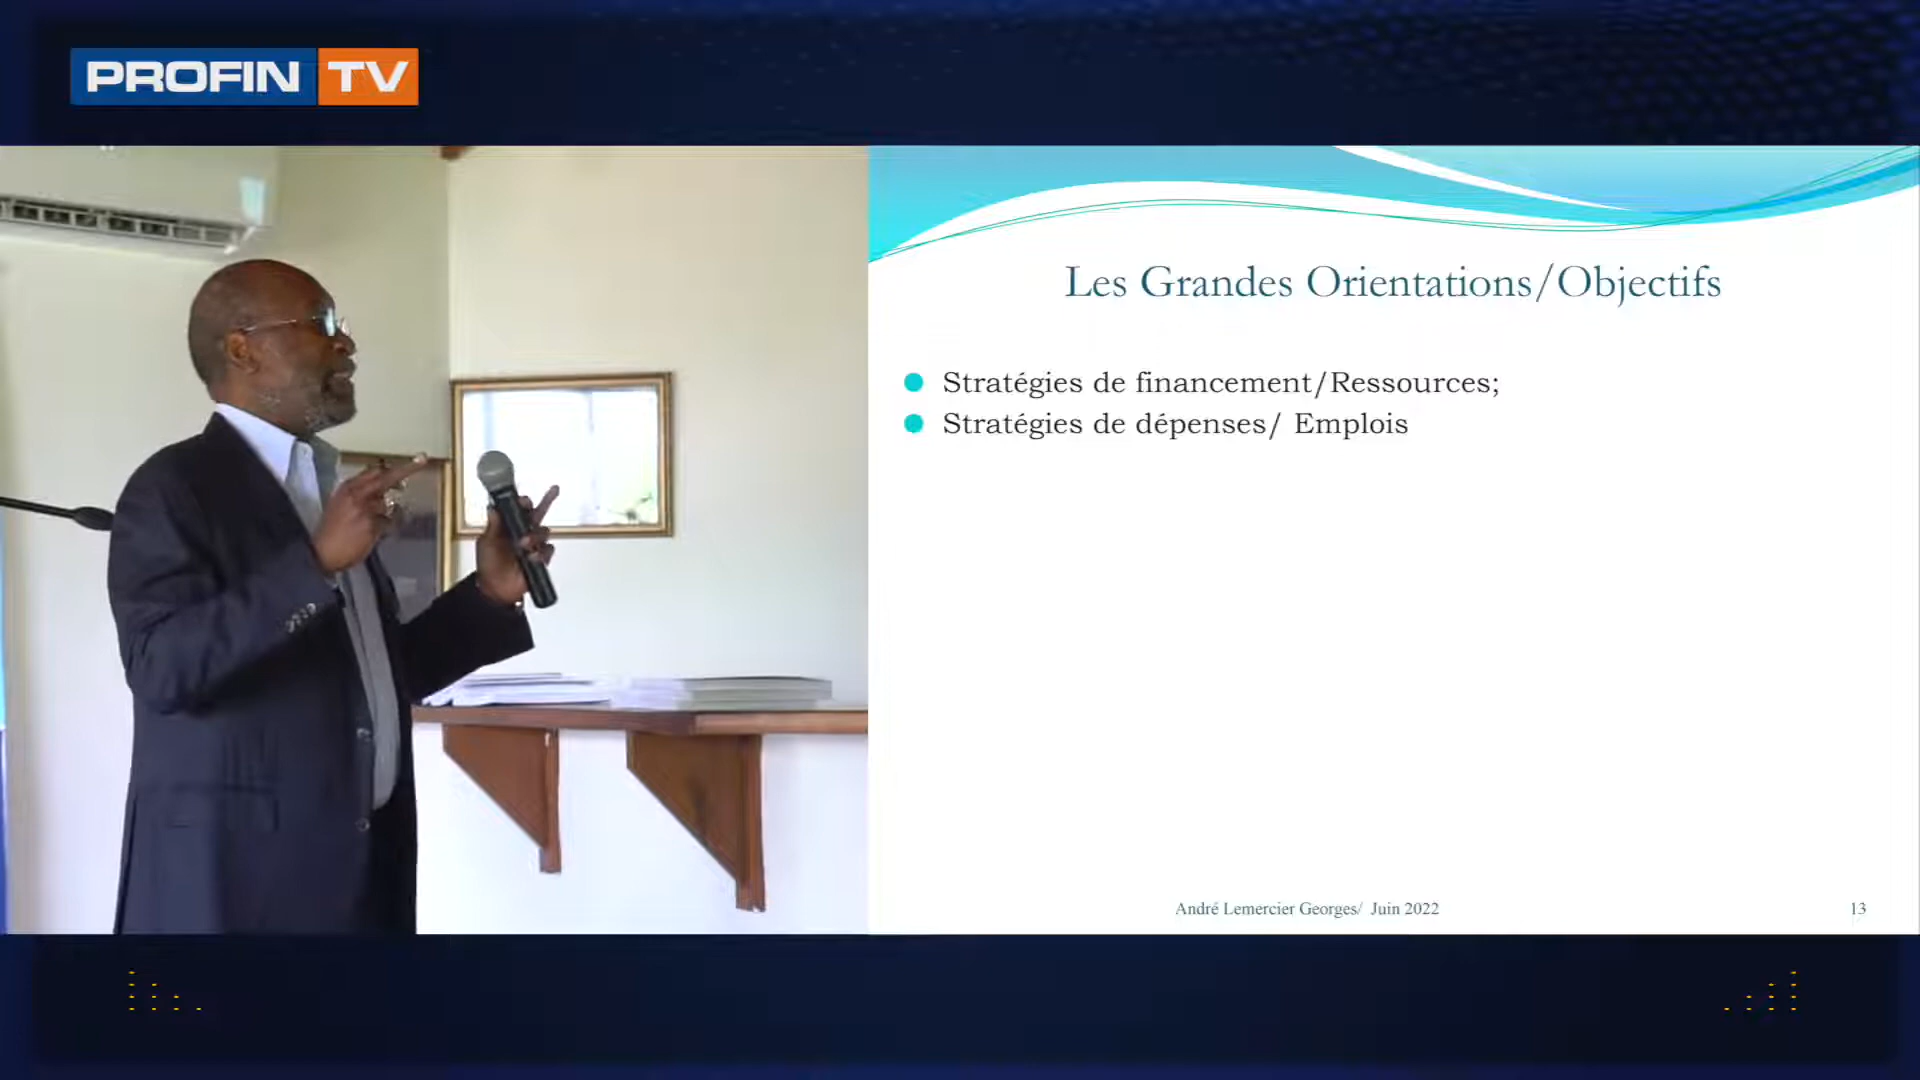 PROFIN TV
Les Grandes Orientations/Objectifs
Stratégies de financement/Ressources;
Stratégies de dépenses/ Emplois
André Lemercier Georges/ Juin 2022
13